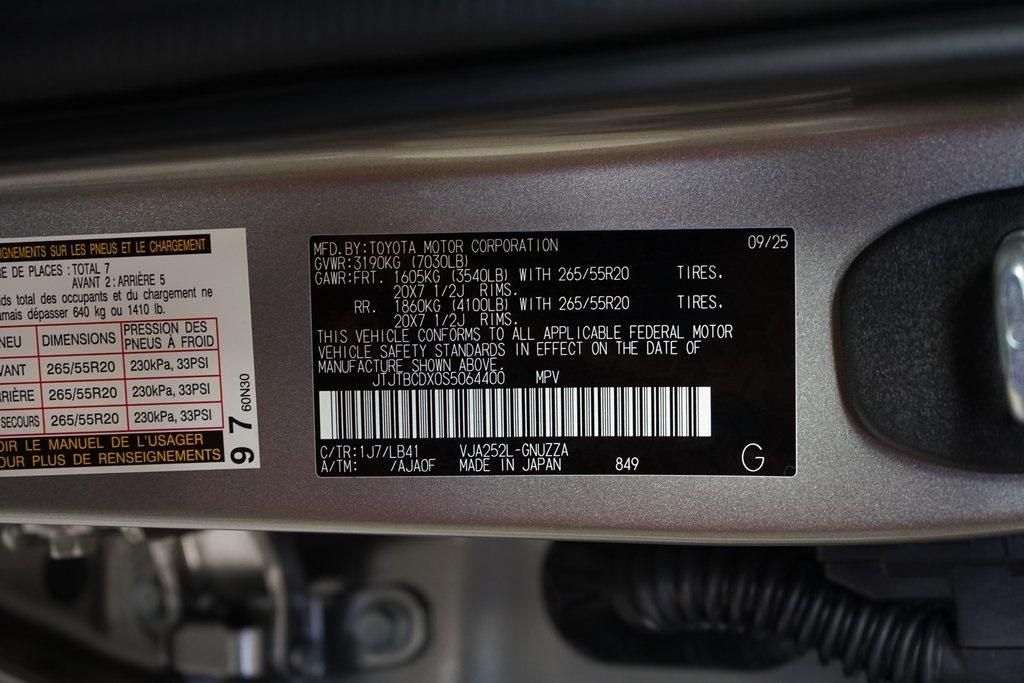 SEIGNEMENTS SUR LES PNEUS ET LE CHARGEMENT
RE DE PLACES : TOTAL 7
AVANT 2 : ARRIÈRE 5
ds total des occupants et du chargement ne
amais dépasser 640 kg ou 1410 lb.
NEU DIMENSIONS PRESSION DES PNEUS À FROID
VANT 265/55R20 230kPa, 33PSI
RRIÈRE 265/55R20 230kPa, 33PSI
SECOURS 265/55R20 230kPa, 33PSI
OIR LE MANUEL DE L'USAGER
OUR PLUS DE RENSEIGNEMENTS
9 7 60N30
MFD.BY:TOYOTA MOTOR CORPORATION 09/25
GVWR:3190KG (7030LB)
GAWR:FRT. 1605KG (3540LB) WITH 265/55R20 TIRES.
20X7 1/2J RIMS.
RR. 1860KG (4100LB) WITH 265/55R20 TIRES.
20X7 1/2J RIMS.
THIS VEHICLE CONFORMS TO ALL APPLICABLE FEDERAL MOTOR
VEHICLE SAFETY STANDARDS IN EFFECT ON THE DATE OF
MANUFACTURE SHOWN ABOVE.
JTJTBCDX0S5064400 MPV
C/TR:1J7/LB41 VJA252L-GNUZZA
A/TM: /AJA0F MADE IN JAPAN 849 G